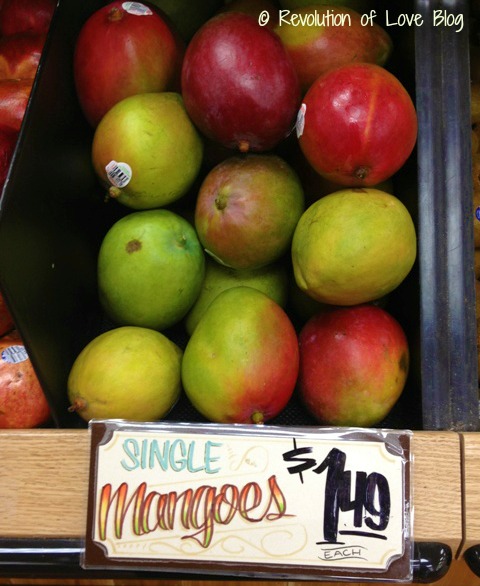 © Revolution of Love Blog
SINGLE
Mangoes
$1.49
EACH